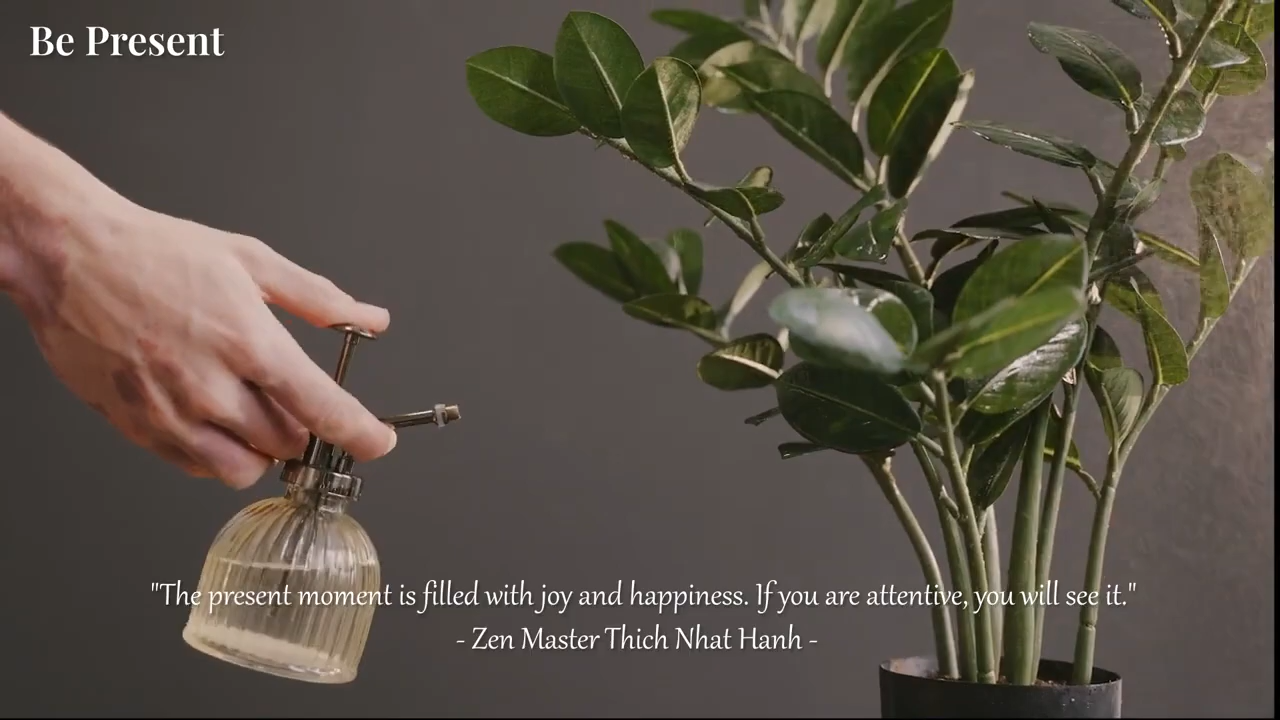 Be Present
"The present moment is filled with joy and happiness. If you are attentive, you will see it."
- Zen Master Thich Nhat Hanh -